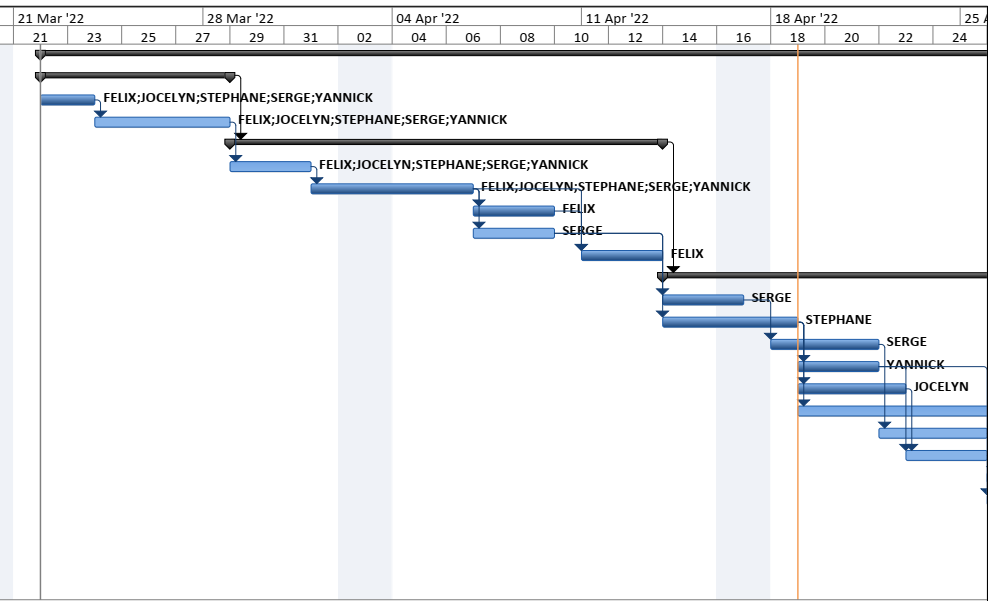 21 Mar '22 28 Mar '22 04 Apr '22 11 Apr '22 18 Apr '22 25 A
21 23 25 27 29 31 02 04 06 08 10 12 14 16 18 20 22 24
FELIX;JOCELYN;STEPHANE;SERGE;YANNICK
FELIX;JOCELYN;STEPHANE;SERGE;YANNICK
FELIX;JOCELYN;STEPHANE;SERGE;YANNICK
FELIX;JOCELYN;STEPHANE;SERGE;YANNICK
FELIX
SERGE
FELIX
SERGE
STEPHANE
SERGE
YANNICK
JOCELYN